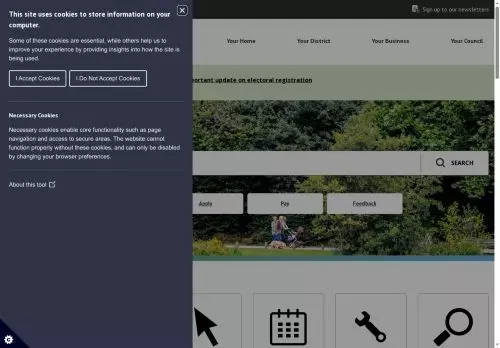 This site uses cookies to store information on your
computer.
Some of these cookies are essential, while others help us to
improve your experience by providing insights into how the site is
being used.
I Accept Cookies
I Do Not Accept Cookies
Necessary Cookies
Necessary cookies enable core functionality such as page
navigation and access to secure areas. The website cannot
function properly without these cookies, and can only be disabled
by changing your browser preferences.
About this tool
Sign up to our newsletters
Your Home
Your District
Your Business
Your Council
portant update on electoral registration
SEARCH
Apply
Pay
Feedback